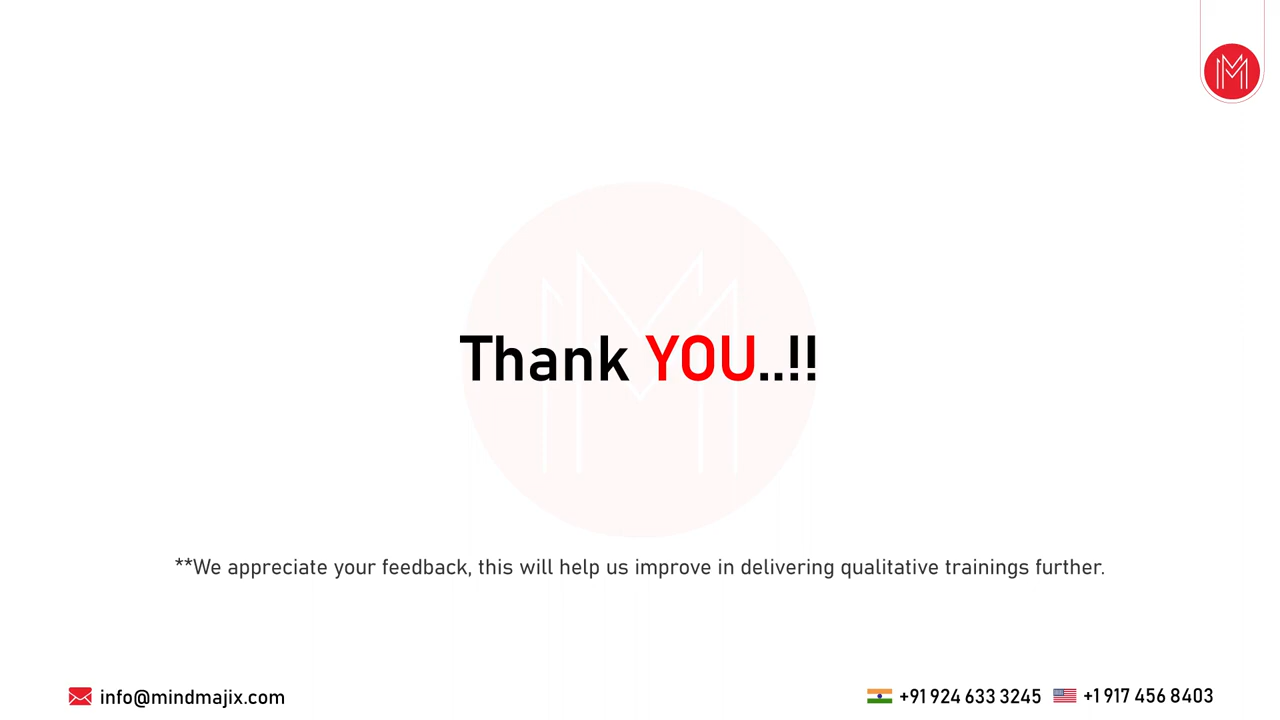 Thank YOU..!!
**We appreciate your feedback, this will help us improve in delivering qualitative trainings further.
info@mindmajix.com +91 924 633 3245 +1 917 456 8403